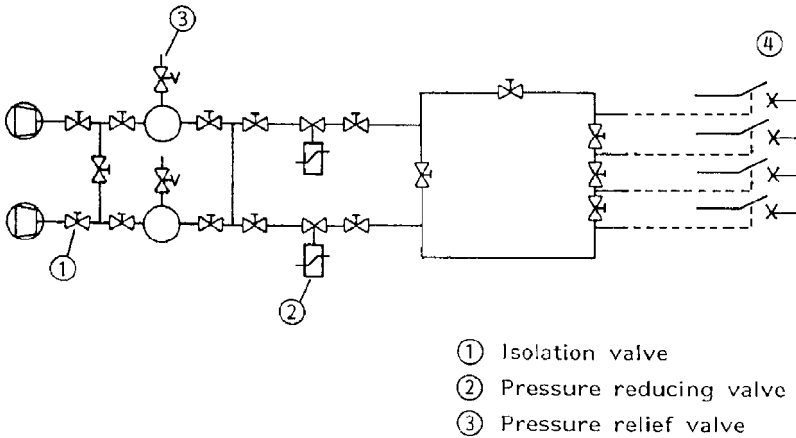 ③
④
①
②
① Isolation valve
② Pressure reducing valve
③ Pressure relief valve